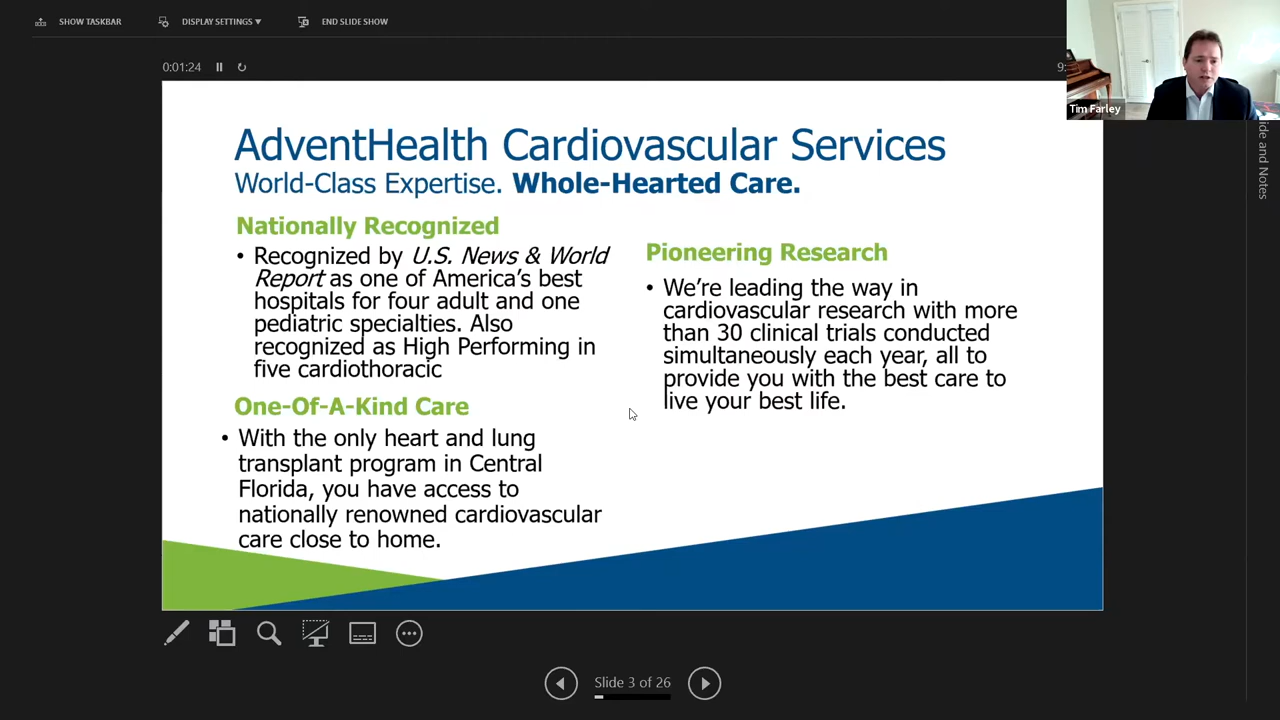 SHOW TASKBAR
DISPLAY SETTINGS ▼
END SLIDE SHOW
0:01:24
9:
Tim Farley
AdventHealth Cardiovascular Services
World-Class Expertise. Whole-Hearted Care.
Nationally Recognized
• Recognized by U.S. News & World
Report as one of America's best
hospitals for four adult and one
pediatric specialties. Also
recognized as High Performing in
five cardiothoracic
One-Of-A-Kind Care
• With the only heart and lung
transplant program in Central
Florida, you have access to
nationally renowned cardiovascular
care close to home.
Pioneering Research
• We're leading the way in
cardiovascular research with more
than 30 clinical trials conducted
simultaneously each year, all to
provide you with the best care to
live your best life.
and Notes
Slide 3 of 26